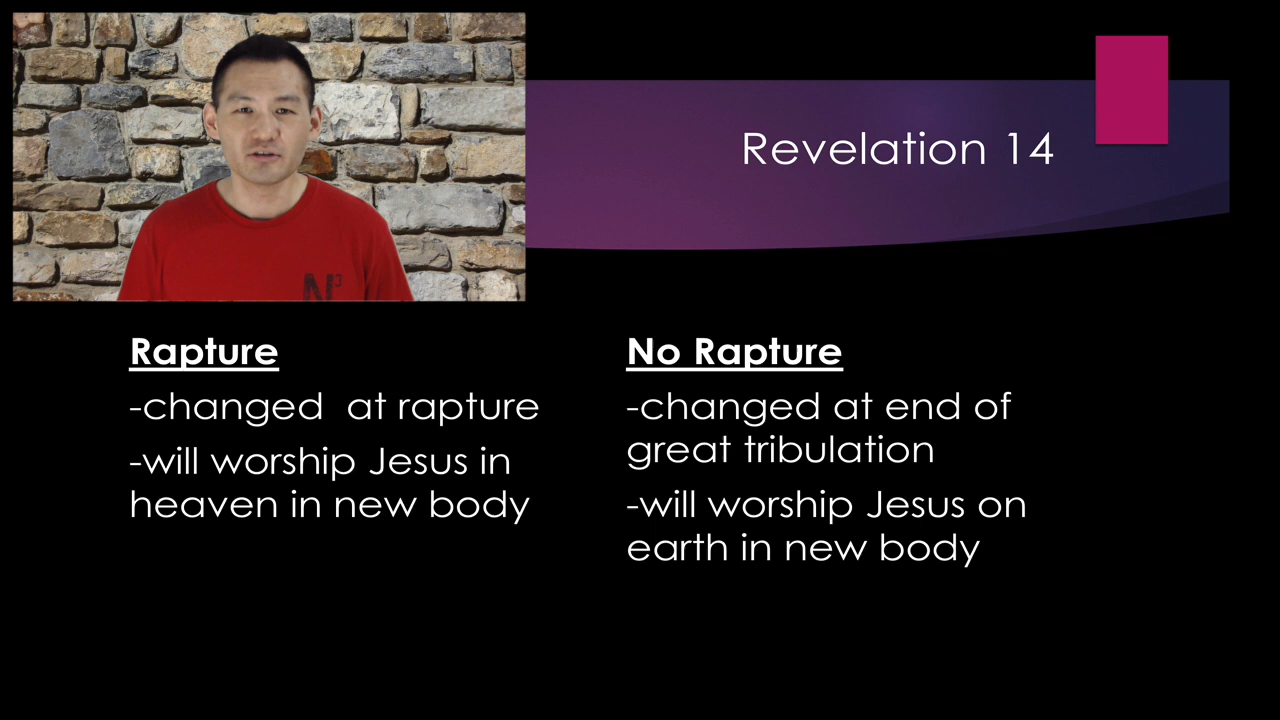 Revelation 14
N3
Rapture
-changed at rapture
-will worship Jesus in
heaven in new body
No Rapture
-changed at end of
great tribulation
-will worship Jesus on
earth in new body